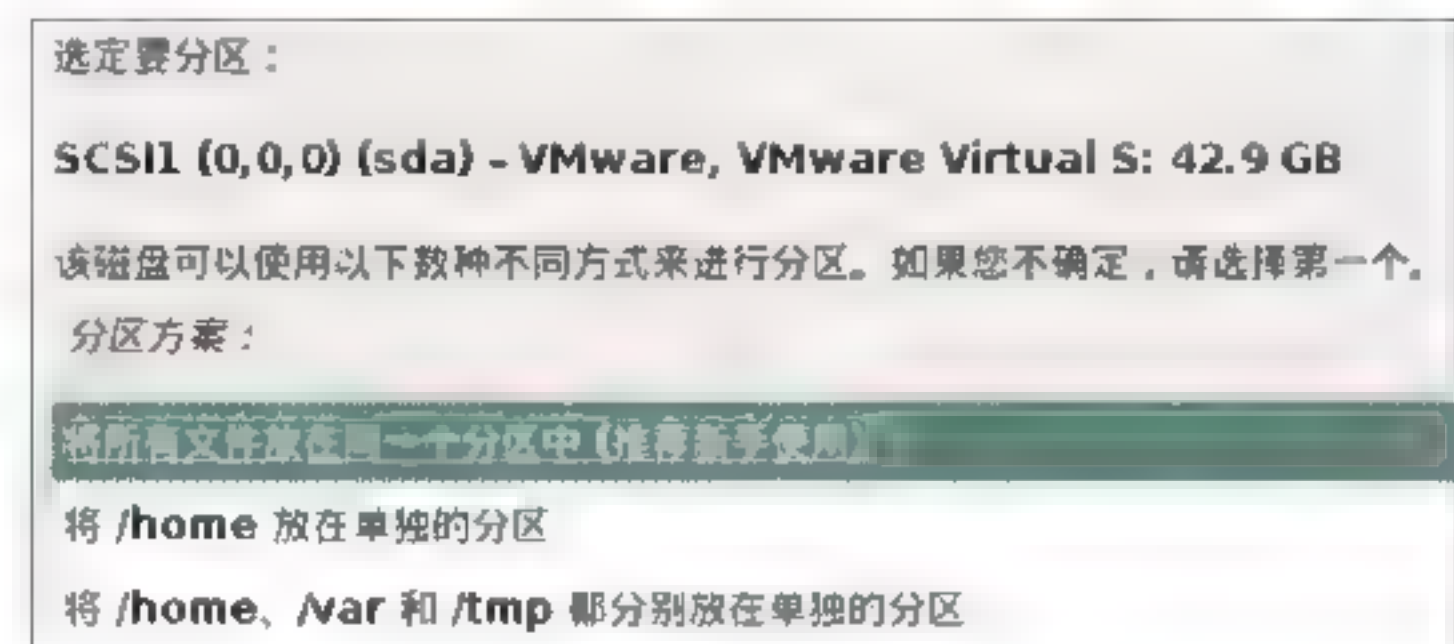 选定要分区：
SCSI1 (0,0,0) (sda) - VMware, VMware Virtual S: 42.9 GB
该磁盘可以使用以下数种不同方式来进行分区。如果您不确定，请选择第一个。
分区方案：
将所有文件放在同一个分区中（推荐新手使用）
将 /home 放在单独的分区
将 /home、/var 和 /tmp 都分别放在单独的分区